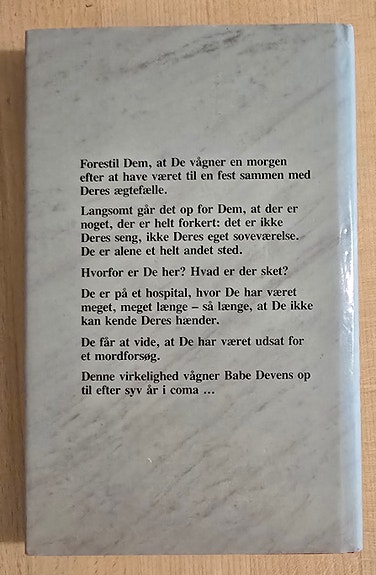 Forestil Dem, at De vågner en morgen
efter at have været til en fest sammen med
Deres ægtefælle.
Langsomt går det op for Dem, at der er
noget, der er helt forkert: det er ikke
Deres seng, ikke Deres eget soveværelse.
De er alene et helt andet sted.
Hvorfor er De her? Hvad er der sket?
De er på et hospital, hvor De har været
meget, meget længe – så længe, at De ikke
kan kende Deres hænder.
De får at vide, at De har været udsat for
et mordforsøg.
Denne virkelighed vågner Babe Devens op
til efter syv år i coma ...